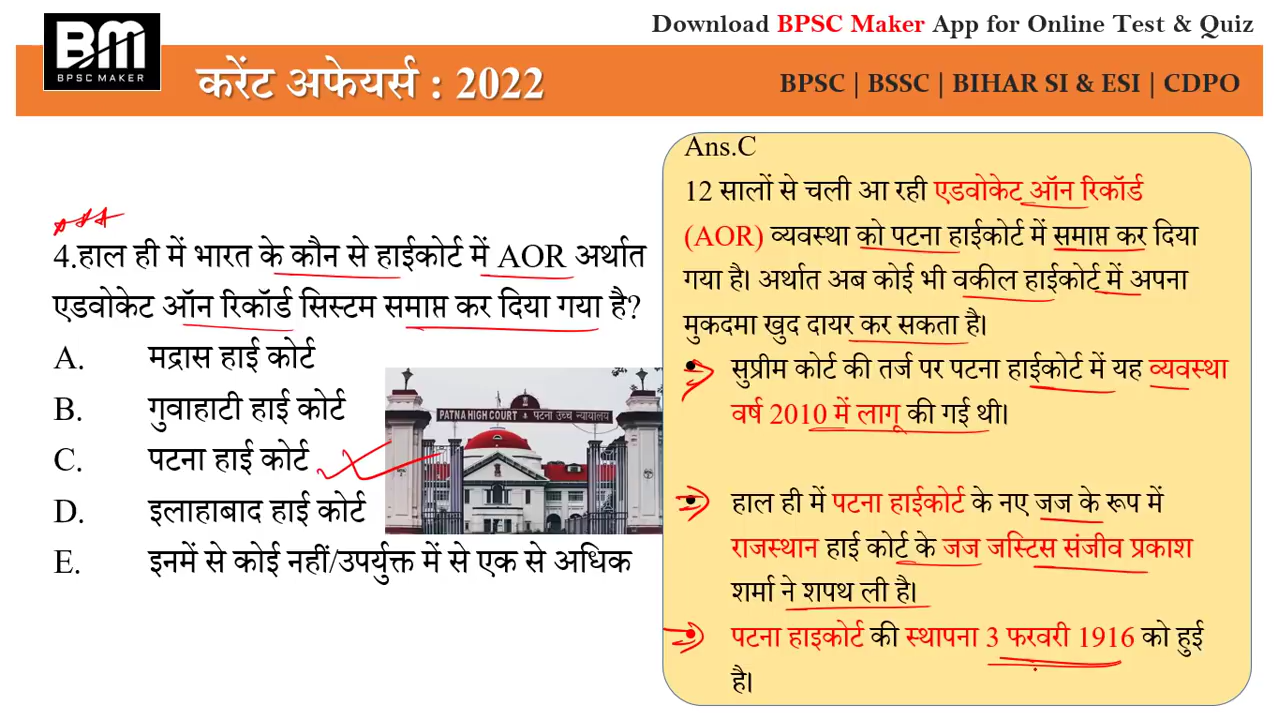 Download BPSC Maker App for Online Test & Quiz
BM
BPSC MAKER
करेंट अफेयर्स : 2022
BPSC | BSSC | BIHAR SI & ESI | CDPO
4.हाल ही में भारत के कौन से हाईकोर्ट में AOR अर्थात
एडवोकेट ऑन रिकॉर्ड सिस्टम समाप्त कर दिया गया है?
A. मद्रास हाई कोर्ट
B. गुवाहाटी हाई कोर्ट
C. पटना हाई कोर्ट
D. इलाहाबाद हाई कोर्ट
E. इनमें से कोई नहीं/उपर्युक्त में से एक से अधिक
PATNA HIGH COURT पटना उच्च न्यायालय
Ans.C
12 सालों से चली आ रही एडवोकेट ऑन रिकॉर्ड
(AOR) व्यवस्था को पटना हाईकोर्ट में समाप्त कर दिया
गया है। अर्थात अब कोई भी वकील हाईकोर्ट में अपना
मुकदमा खुद दायर कर सकता है।
सुप्रीम कोर्ट की तर्ज पर पटना हाईकोर्ट में यह व्यवस्था
वर्ष 2010 में लागू की गई थी।
हाल ही में पटना हाईकोर्ट के नए जज के रूप में
राजस्थान हाई कोर्ट के जज जस्टिस संजीव प्रकाश
शर्मा ने शपथ ली है।
पटना हाइकोर्ट की स्थापना 3 फरवरी 1916 को हुई
है।